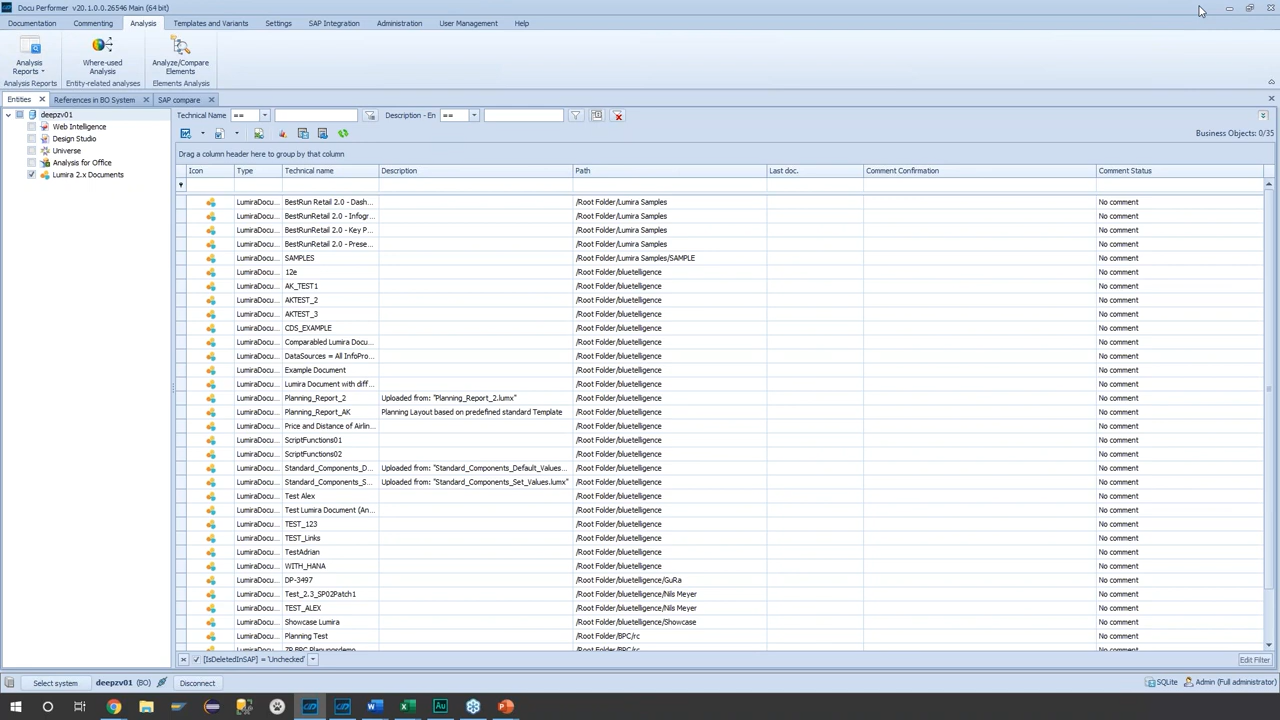 Docu Performer v20.1.0.0.26546 Main (64 bit)
Documentation Commenting Analysis Templates and Variants Settings SAP Integration Administration User Management Help
Analysis Reports
Where-used Analysis
Analyze/Compare Elements
Analysis Reports Entity-related analyses Elements Analysis
Entities References in BO System SAP compare
deepzv01
Web Intelligence
Design Studio
Universe
Analysis for Office
Lumira 2.x Documents
Technical Name == Description - En ==
Business Objects: 0/35
Drag a column header here to group by that column
Icon Type Technical name Description Path Last doc. Comment Confirmation Comment Status
LumiraDocu... BestRun Retail 2.0 - Dash... /Root Folder/Lumira Samples No comment
LumiraDocu... BestRunRetail 2.0 - Infogr... /Root Folder/Lumira Samples No comment
LumiraDocu... BestRunRetail 2.0 - Key P... /Root Folder/Lumira Samples No comment
LumiraDocu... BestRunRetail 2.0 - Prese... /Root Folder/Lumira Samples No comment
LumiraDocu... SAMPLES /Root Folder/Lumira Samples/SAMPLE No comment
LumiraDocu... 12e /Root Folder/bluetelligence No comment
LumiraDocu... AK_TEST1 /Root Folder/bluetelligence No comment
LumiraDocu... AKTEST_2 /Root Folder/bluetelligence No comment
LumiraDocu... AKTEST_3 /Root Folder/bluetelligence No comment
LumiraDocu... CDS_EXAMPLE /Root Folder/bluetelligence No comment
LumiraDocu... Comparabled Lumira Docu... /Root Folder/bluetelligence No comment
LumiraDocu... DataSources = All InfoPro... /Root Folder/bluetelligence No comment
LumiraDocu... Example Document /Root Folder/bluetelligence No comment
LumiraDocu... Lumira Document with diff... /Root Folder/bluetelligence No comment
LumiraDocu... Planning_Report_2 Uploaded from: "Planning_Report_2.lumx" /Root Folder/bluetelligence No comment
LumiraDocu... Planning_Report_AK Planning Layout based on predefined standard Template /Root Folder/bluetelligence No comment
LumiraDocu... Price and Distance of Airlin... /Root Folder/bluetelligence No comment
LumiraDocu... ScriptFunctions01 /Root Folder/bluetelligence No comment
LumiraDocu... ScriptFunctions02 /Root Folder/bluetelligence No comment
LumiraDocu... Standard_Components_D... Uploaded from: "Standard_Components_Default_Values... /Root Folder/bluetelligence No comment
LumiraDocu... Standard_Components_S... Uploaded from: "Standard_Components_Set_Values.lumx" /Root Folder/bluetelligence No comment
LumiraDocu... Test Alex /Root Folder/bluetelligence No comment
LumiraDocu... Test Lumira Document (An... /Root Folder/bluetelligence No comment
LumiraDocu... TEST_123 /Root Folder/bluetelligence No comment
LumiraDocu... TEST_Links /Root Folder/bluetelligence No comment
LumiraDocu... TestAdrian /Root Folder/bluetelligence No comment
LumiraDocu... WITH_HANA /Root Folder/bluetelligence No comment
LumiraDocu... DP-3497 /Root Folder/bluetelligence/GuRa No comment
LumiraDocu... Test_2.3_SP02Patch1 /Root Folder/bluetelligence/Nils Meyer No comment
LumiraDocu... TEST_ALEX /Root Folder/bluetelligence/Nils Meyer No comment
LumiraDocu... Showcase Lumira /Root Folder/bluetelligence/Showcase No comment
LumiraDocu... Planning Test /Root Folder/BPC/rc No comment
LumiraDocu... ZP BPC Planungsdemo /Root Folder/BPC/rc No comment
[IsDeletedInSAP] = 'Unchecked' Edit Filter
Select system deepzv01 (BO) Disconnect SQLite Admin (Full administrator)